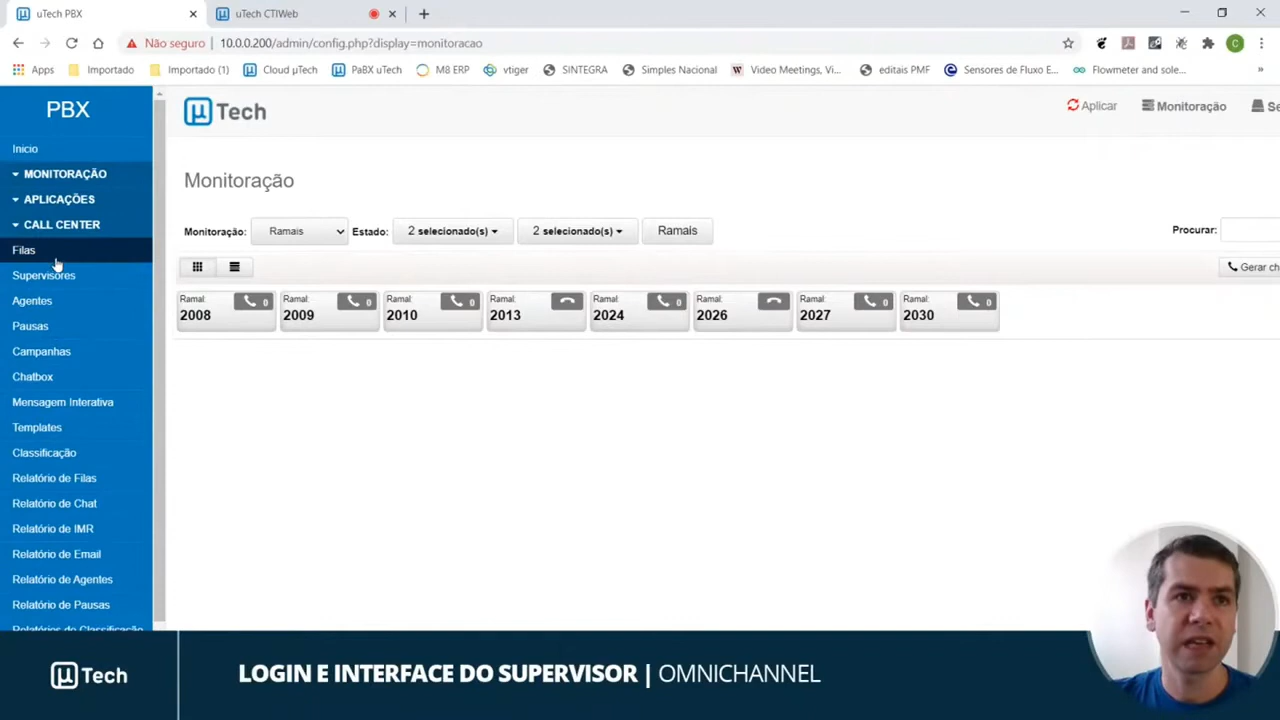 uTech PBX
uTech CTIWeb
Não seguro
10.0.0.200/admin/config.php?display=monitoracao
C
Apps
Importado
Importado (1)
Cloud µTech
PaBX uTech
M8 ERP
vtiger
SINTEGRA
Simples Nacional
Video Meetings, Vi...
editais PMF
Sensores de Fluxo E...
Flowmeter and sole...
PBX
Inicio
MONITORAÇÃO
APLICAÇÕES
CALL CENTER
Filas
Supervisores
Agentes
Pausas
Campanhas
Chatbox
Mensagem Interativa
Templates
Classificação
Relatório de Filas
Relatório de Chat
Relatório de IMR
Relatório de Email
Relatório de Agentes
Relatório de Pausas
Relatórios de Classificação
µ Tech
Aplicar
Monitoração
Se
Monitoração
Monitoração:
Ramais
Estado:
2 selecionado(s)
2 selecionado(s)
Ramais
Procurar:
Gerar ch
Ramal: 0
2008
Ramal: 0
2009
Ramal: 0
2010
Ramal:
2013
Ramal: 0
2024
Ramal:
2026
Ramal: 0
2027
Ramal: 0
2030
µ Tech
LOGIN E INTERFACE DO SUPERVISOR | OMNICHANNEL